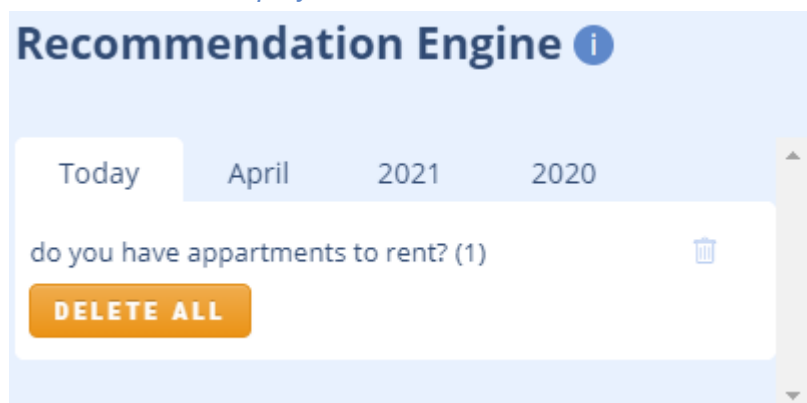 Recommendation Engine i
Today April 2021 2020
do you have appartments to rent? (1)
DELETE ALL